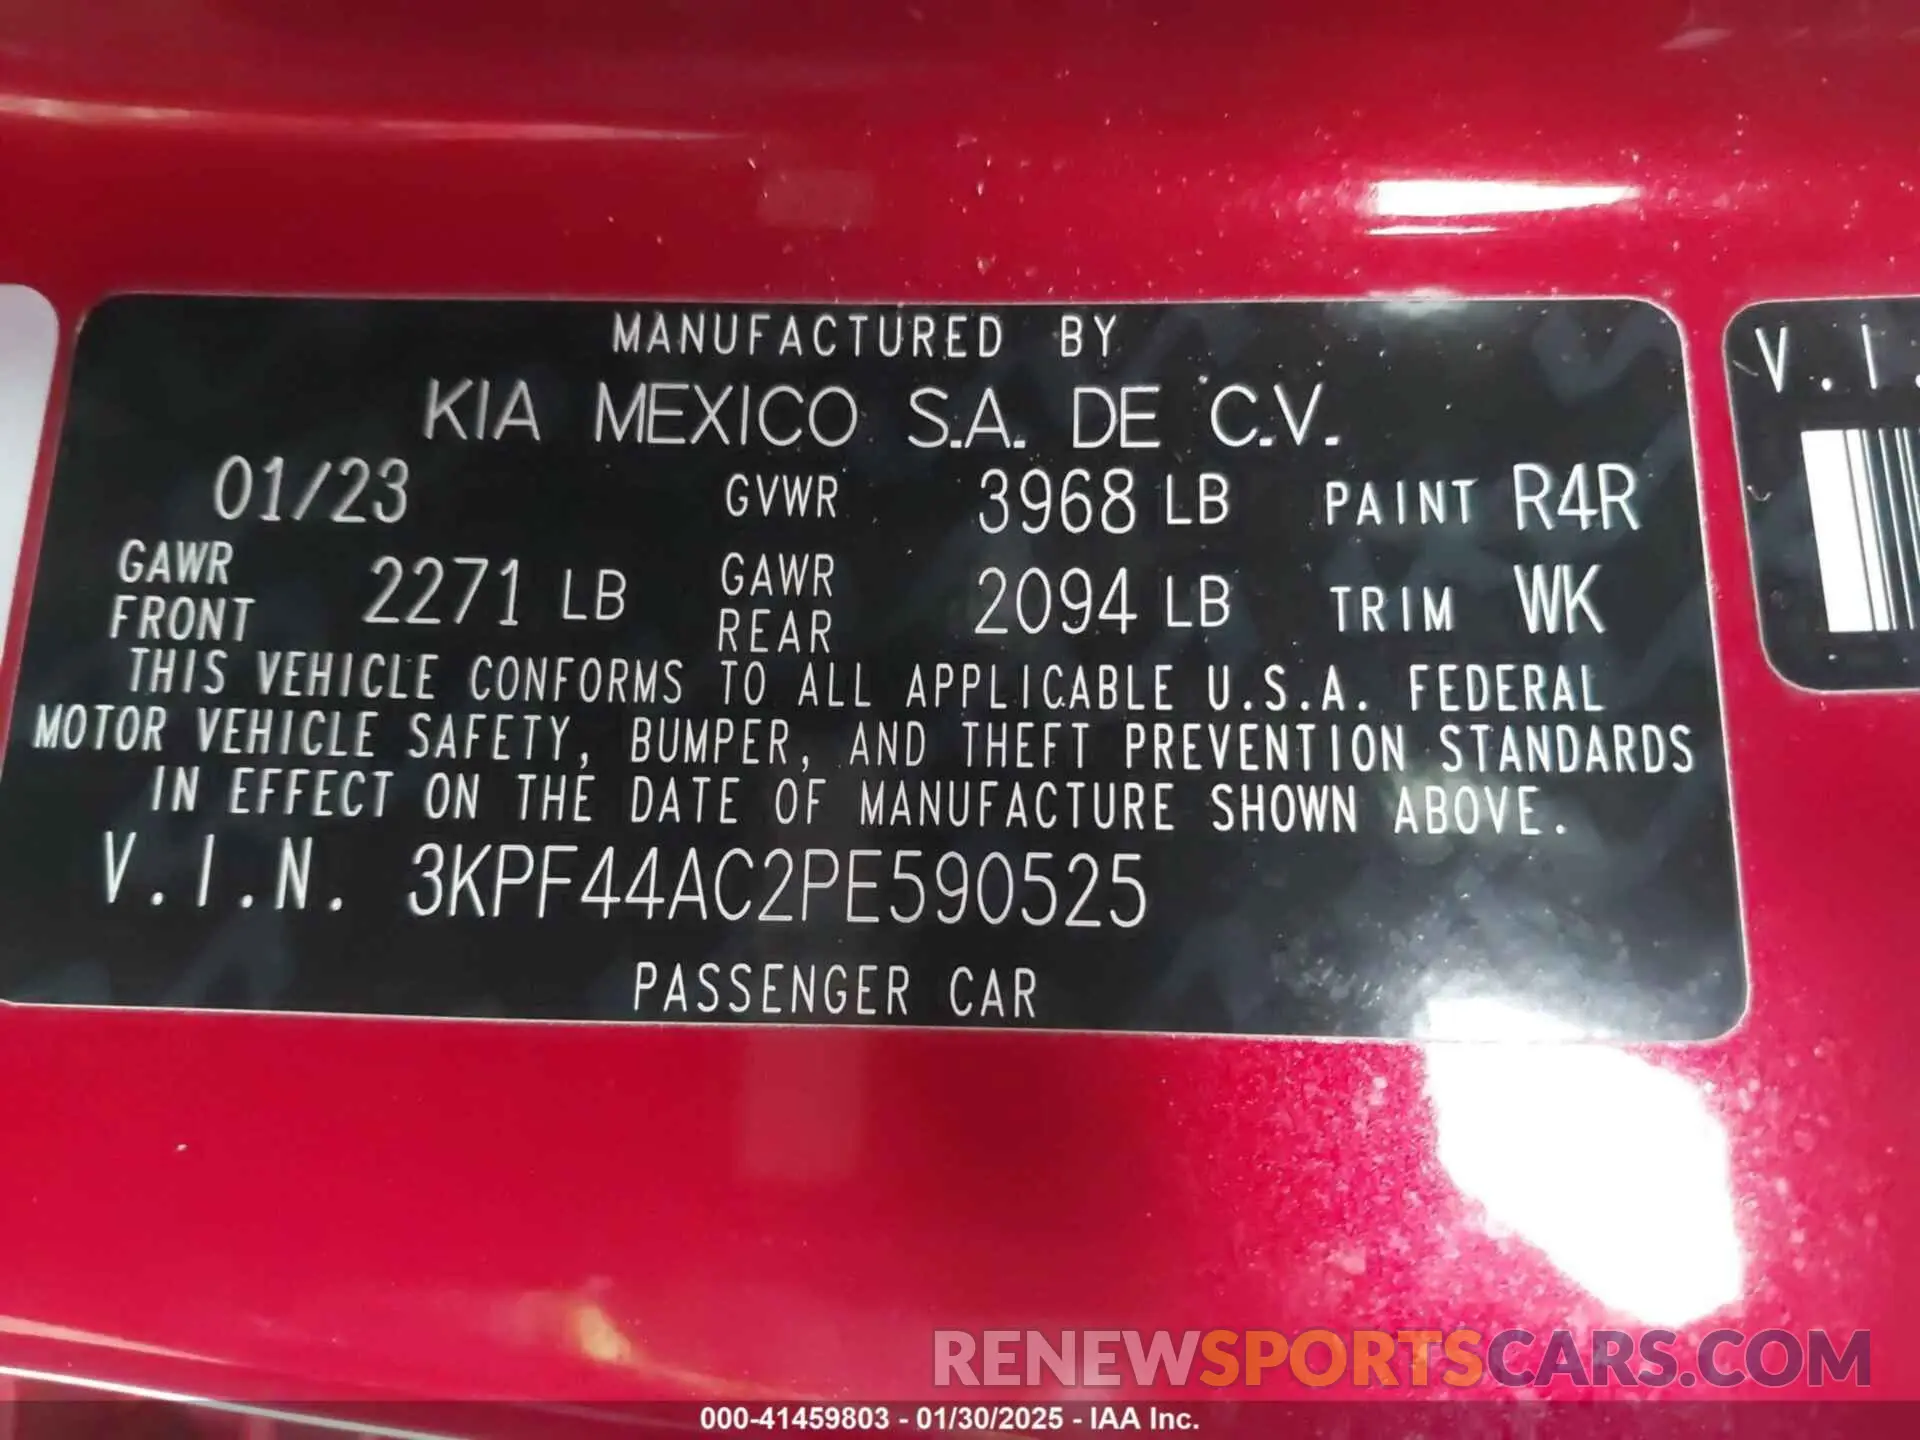 MANUFACTURED BY
KIA MEXICO S.A. DE C.V.
01/23 GVWR 3968 LB PAINT R4R
GAWR FRONT 2271 LB GAWR REAR 2094 LB TRIM WK
THIS VEHICLE CONFORMS TO ALL APPLICABLE U.S.A. FEDERAL
MOTOR VEHICLE SAFETY, BUMPER, AND THEFT PREVENTION STANDARDS
IN EFFECT ON THE DATE OF MANUFACTURE SHOWN ABOVE.
V.I.N. 3KPF44AC2PE590525
PASSENGER CAR
V.I.
RENEWSPORTSCARS.COM
000-41459803 - 01/30/2025 - IAA Inc.